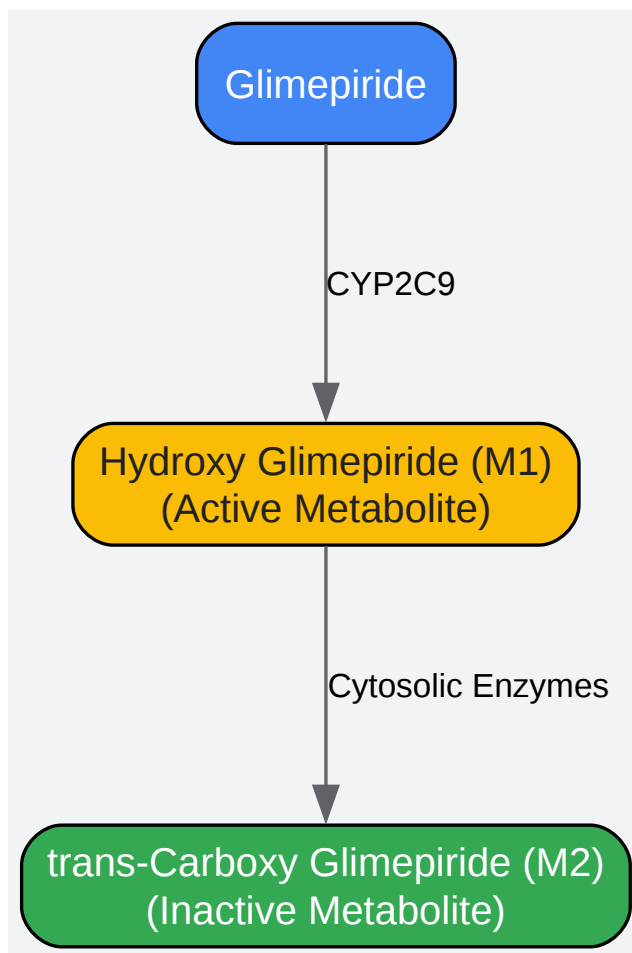 Glimepiride
CYP2C9
Hydroxy Glimepiride (M1)
(Active Metabolite)
Cytosolic Enzymes
trans-Carboxy Glimepiride (M2)
(Inactive Metabolite)